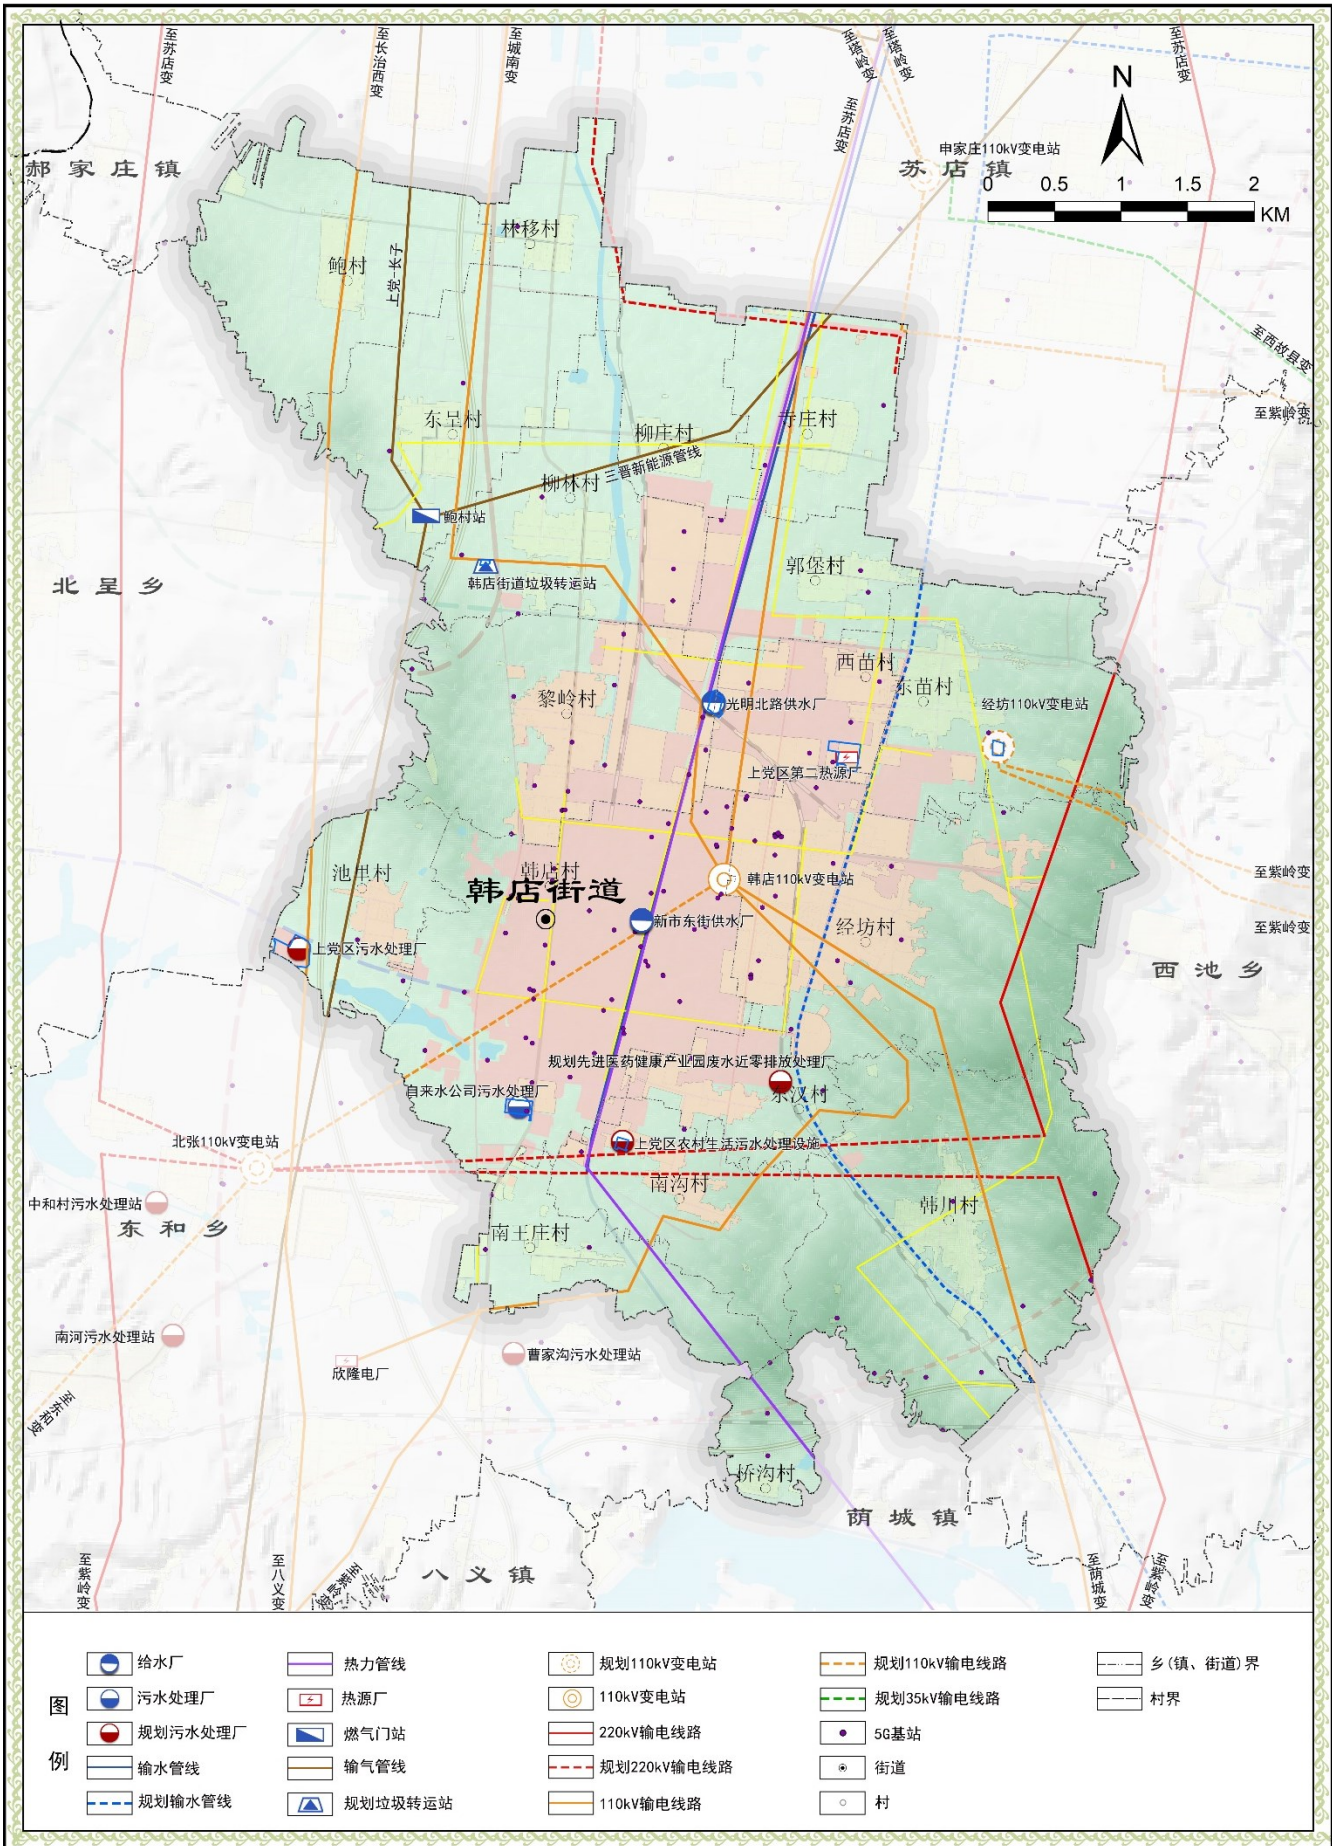 至苏店变
至长治西变
至城南变
至塔岭变
至塔岭变
至苏店变
至苏店变
N
郝家庄镇
苏店镇
申家庄110kV变电站
0 0.5 1 1.5 2
KM
林移村
鲍村
上党-长子
至西故县变
至紫岭变
东呈村
柳庄村
寺庄村
三晋新能源管线
柳林村
鲍村站
郭堡村
韩店街道垃圾转运站
北呈乡
西苗村
东苗村
黎岭村
光明北路供水厂
经坊110kV变电站
上党区第二热源厂
池里村
韩店村
韩店街道
韩店110kV变电站
至紫岭变
新市东街供水厂
经坊村
至紫岭变
上党区污水处理厂
西池乡
规划先进医药健康产业园废水近零排放处理厂
自来水公司污水处理厂
东汉村
北张110kV变电站
上党区农村生活污水处理设施
南沟村
中和村污水处理站
韩川村
东和乡
南王庄村
南河污水处理站
曹家沟污水处理站
欣隆电厂
至东和变
桥沟村
荫城镇
八义镇
至紫岭变
至八义变
至紫岭变
至荫城变
至紫岭变
图例
给水厂
污水处理厂
规划污水处理厂
输水管线
规划输水管线
热力管线
热源厂
燃气门站
输气管线
规划垃圾转运站
规划110kV变电站
110kV变电站
220kV输电线路
规划220kV输电线路
110kV输电线路
规划110kV输电线路
规划35kV输电线路
5G基站
街道
村
乡(镇、街道)界
村界